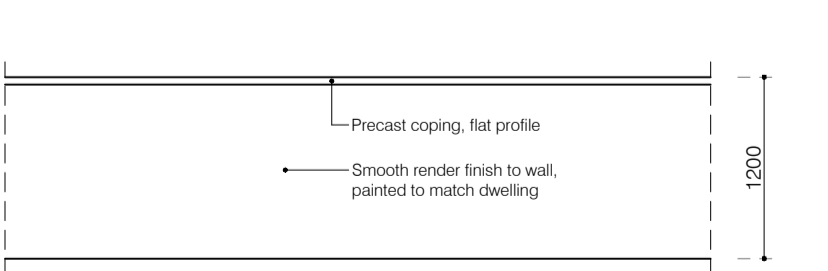 Precast coping, flat profile
Smooth render finish to wall,
painted to match dwelling
1200